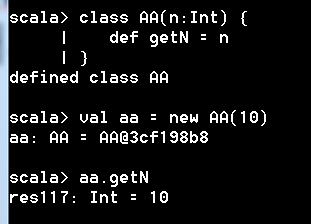 scala> class AA(n:Int) {
     |     def getN = n
     | }
defined class AA
scala> val aa = new AA(10)
aa: AA = AA@3cf198b8
scala> aa.getN
res117: Int = 10